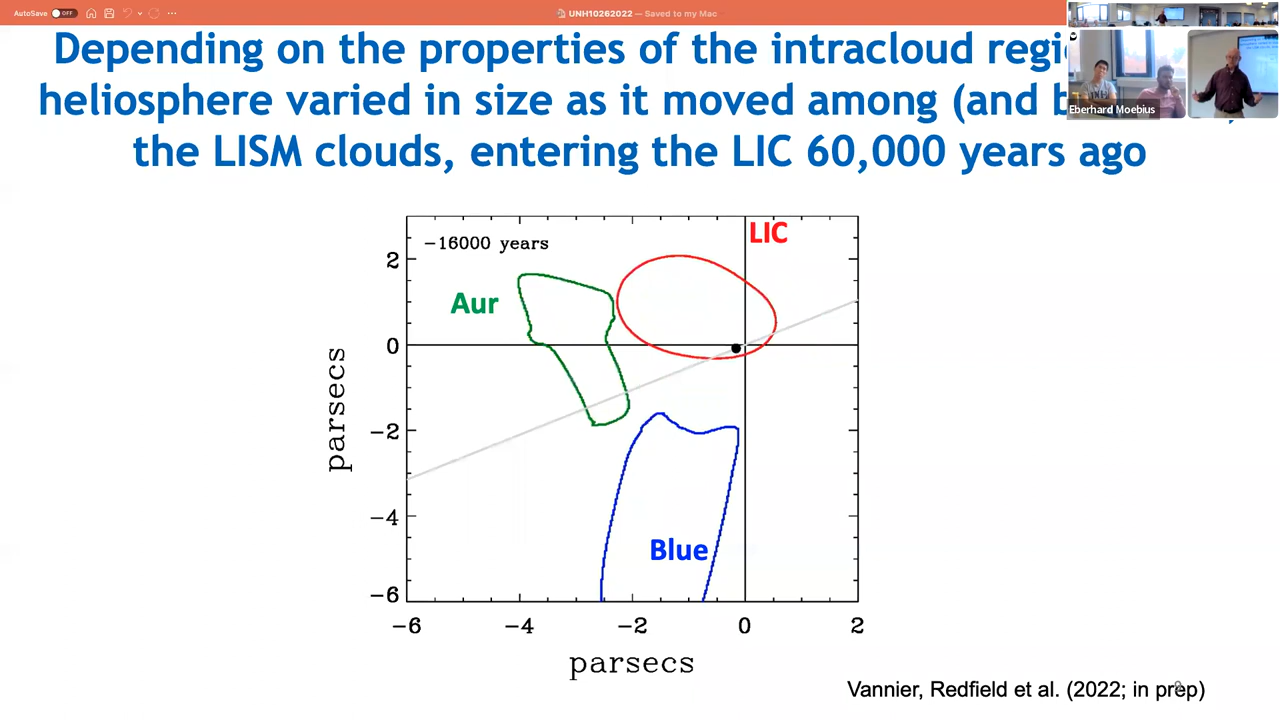 AutoSave OFF
UNH10262022 — Saved to my Mac
Depending on the properties of the intracloud
heliosphere varied in size as it moved among (and
the LISM clouds, entering the LIC 60,000 years ago
Eberhard Moebius
−16000 years
LIC
Aur
Blue
2
0
−2
−4
−6
parsecs
−6 −4 −2 0 2
parsecs
Vannier, Redfield et al. (2022; in prep)